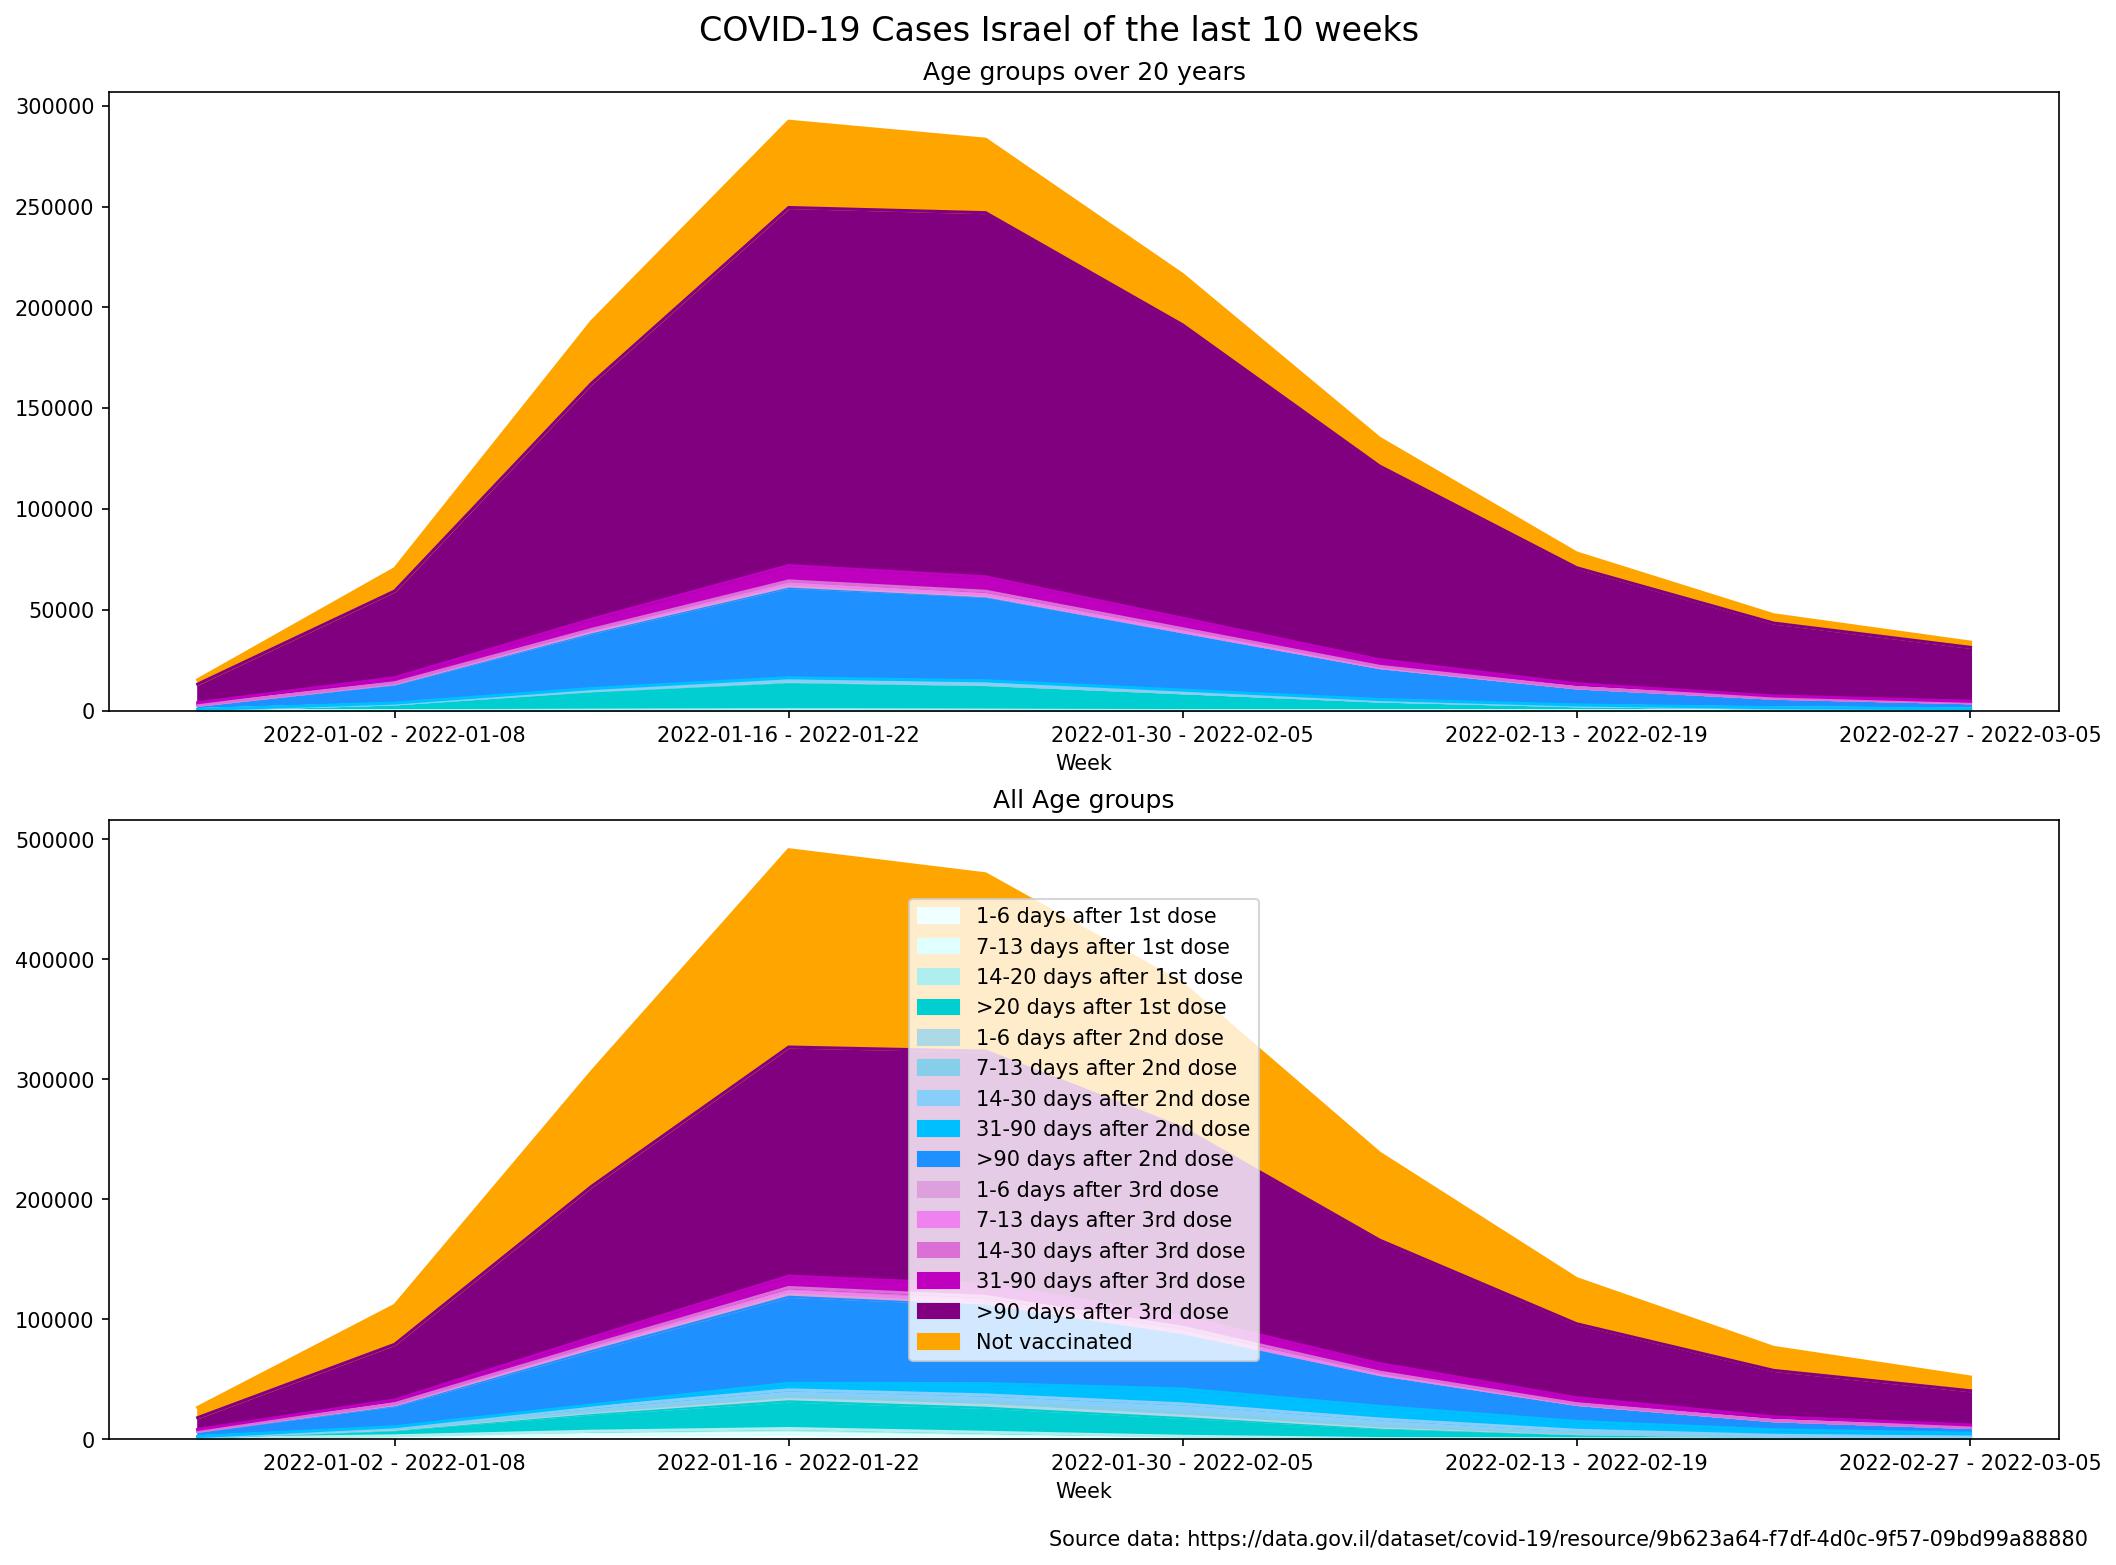 COVID-19 Cases Israel of the last 10 weeks
Age groups over 20 years
300000
250000
200000
150000
100000
50000
0
2022-01-02 - 2022-01-08
2022-01-16 - 2022-01-22
2022-01-30 - 2022-02-05
2022-02-13 - 2022-02-19
2022-02-27 - 2022-03-05
Week
All Age groups
500000
400000
300000
200000
100000
0
1-6 days after 1st dose
7-13 days after 1st dose
14-20 days after 1st dose
>20 days after 1st dose
1-6 days after 2nd dose
7-13 days after 2nd dose
14-30 days after 2nd dose
31-90 days after 2nd dose
>90 days after 2nd dose
1-6 days after 3rd dose
7-13 days after 3rd dose
14-30 days after 3rd dose
31-90 days after 3rd dose
>90 days after 3rd dose
Not vaccinated
2022-01-02 - 2022-01-08
2022-01-16 - 2022-01-22
2022-01-30 - 2022-02-05
2022-02-13 - 2022-02-19
2022-02-27 - 2022-03-05
Week
Source data: https://data.gov.il/dataset/covid-19/resource/9b623a64-f7df-4d0c-9f57-09bd99a88880